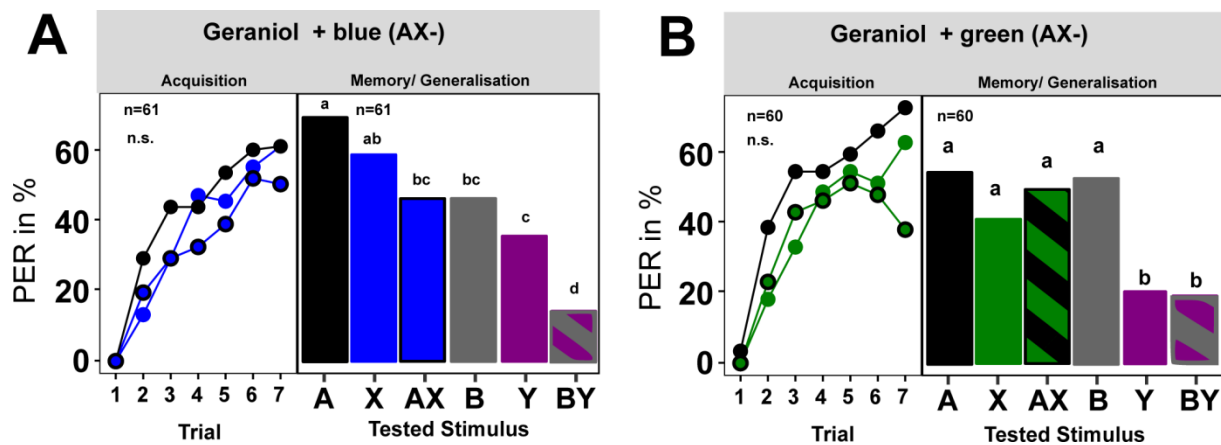 A
Geraniol + blue (AX-)
Acquisition
Memory/ Generalisation
n=61
n.s.
a
n=61
ab
bc
bc
c
d
PER in %
60
40
20
0
1 2 3 4 5 6 7
A X AX B Y BY
Trial
Tested Stimulus
B
Geraniol + green (AX-)
Acquisition
Memory/ Generalisation
n=60
n.s.
n=60
a
a
a
a
b
b
PER in %
60
40
20
0
1 2 3 4 5 6 7
A X AX B Y BY
Trial
Tested Stimulus